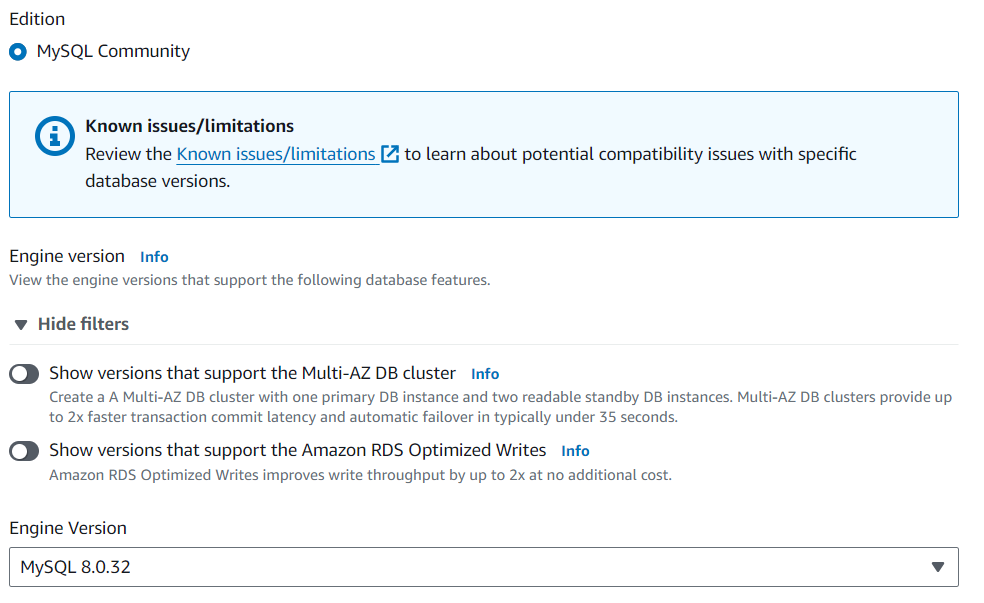 Edition
MySQL Community
Known issues/limitations
Review the Known issues/limitations to learn about potential compatibility issues with specific
database versions.
Engine version Info
View the engine versions that support the following database features.
Hide filters
Show versions that support the Multi-AZ DB cluster Info
Create a A Multi-AZ DB cluster with one primary DB instance and two readable standby DB instances. Multi-AZ DB clusters provide up
to 2x faster transaction commit latency and automatic failover in typically under 35 seconds.
Show versions that support the Amazon RDS Optimized Writes Info
Amazon RDS Optimized Writes improves write throughput by up to 2x at no additional cost.
Engine Version
MySQL 8.0.32